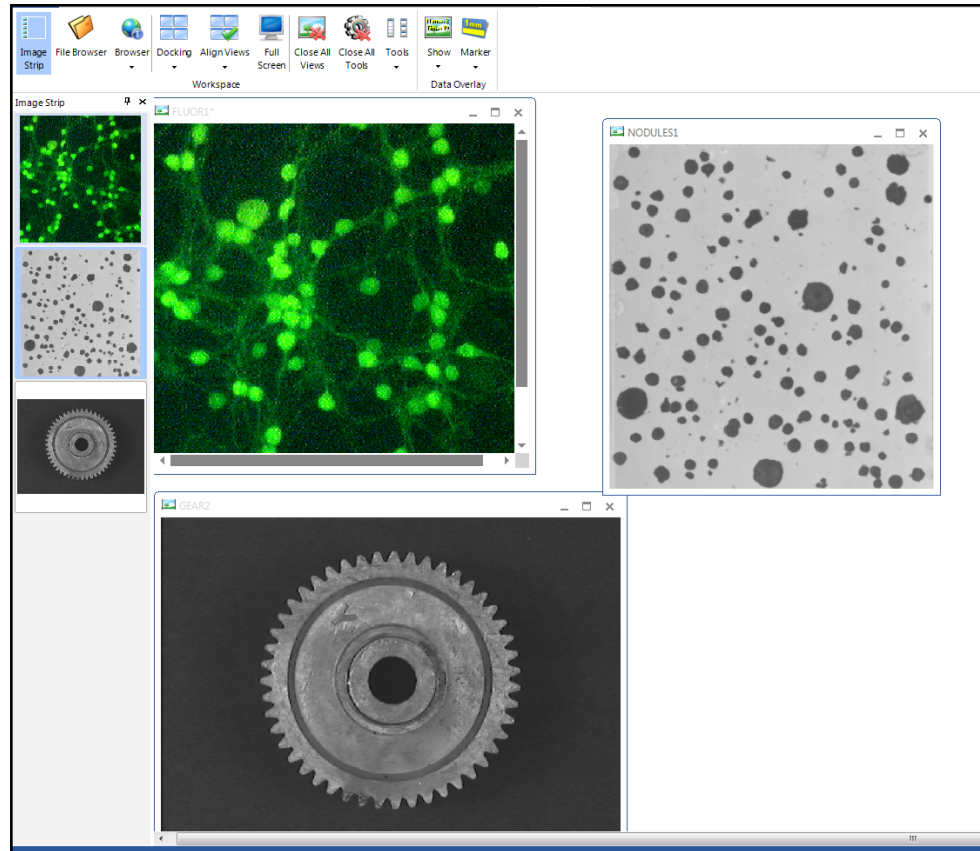 Image Strip
File Browser
Browser
Docking
Align Views
Full Screen
Close All Views
Close All Tools
Tools
Show
Marker
Workspace
Data Overlay
Image Strip
FLUOR1*
NODULES1
GEAR2